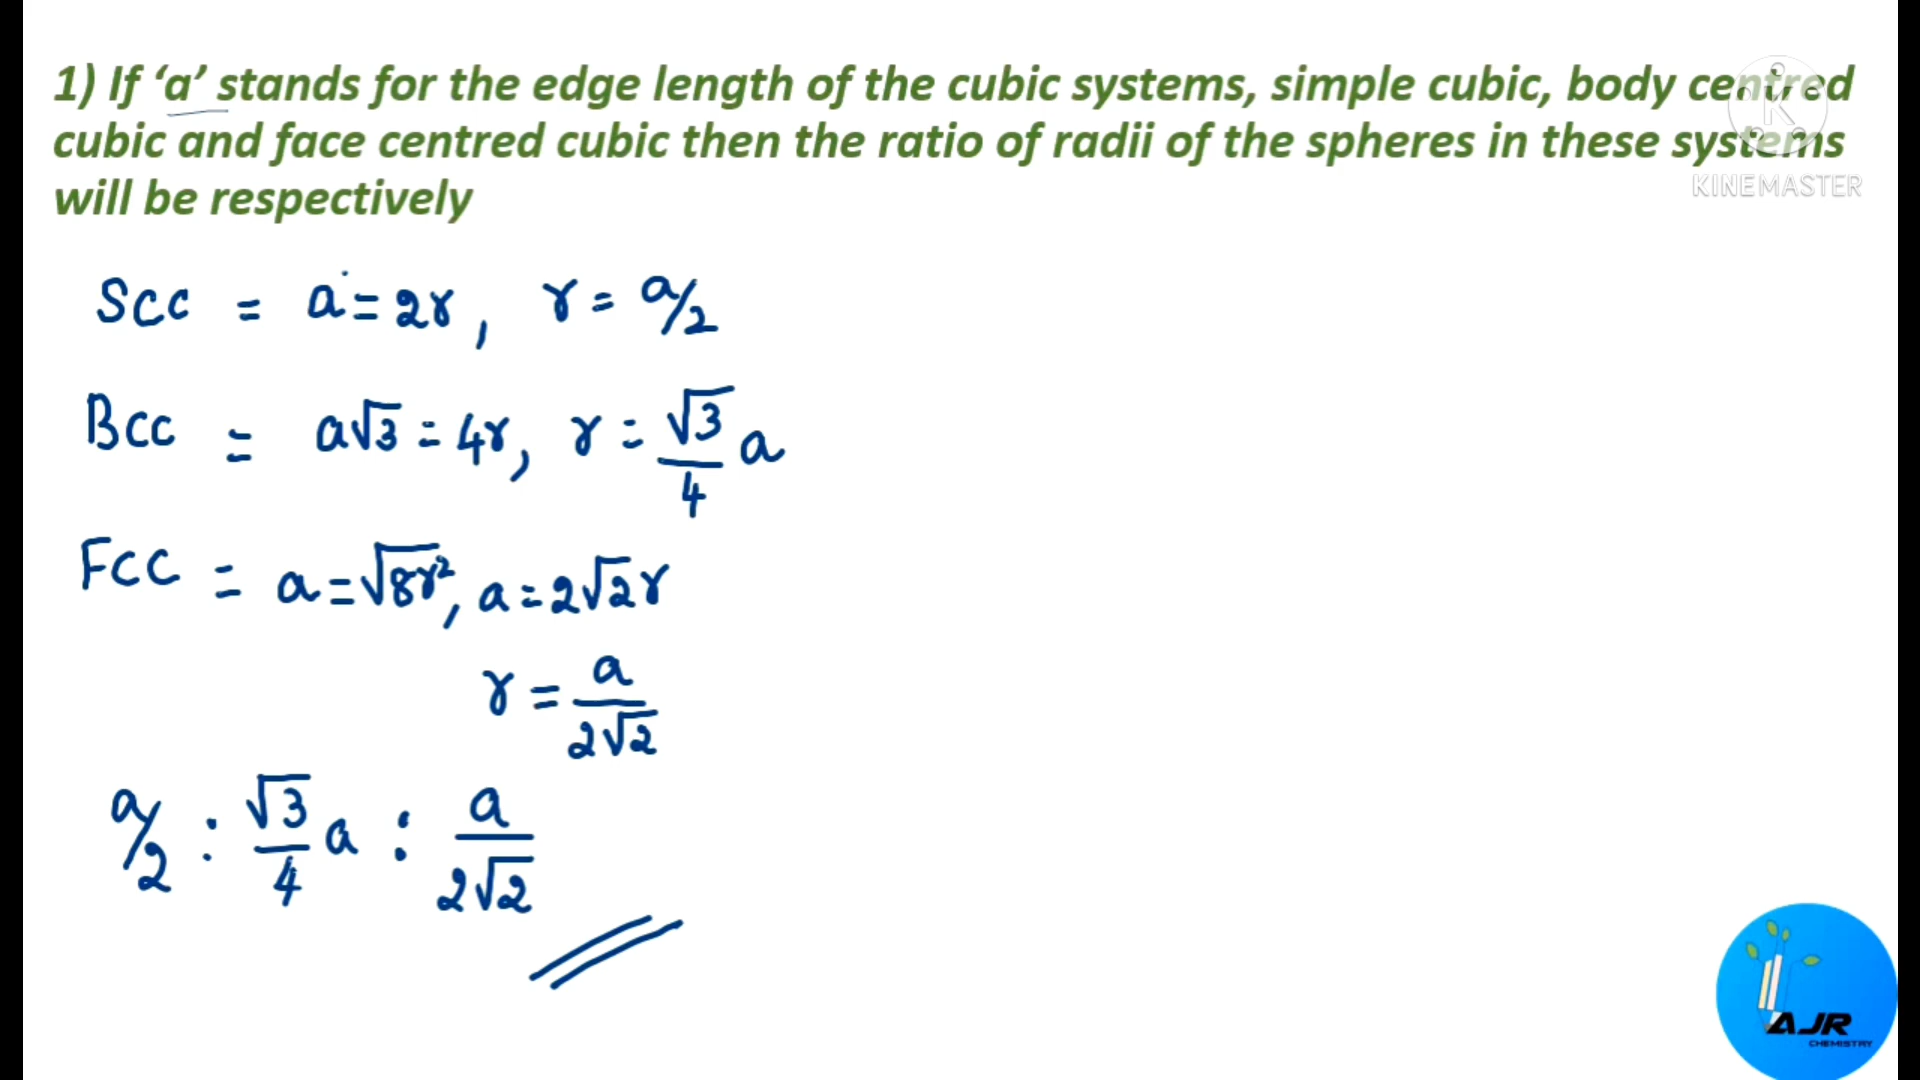 1) If ‘a’ stands for the edge length of the cubic systems, simple cubic, body centred
cubic and face centred cubic then the ratio of radii of the spheres in these systems
will be respectively
KINEMASTER
Scc = a = 2r, r = a/2
Bcc = a√3 = 4r, r = √3/4 a
Fcc = a = √8r², a = 2√2r
r = a/2√2
a/2 : √3/4 a : a/2√2
AJR
CHEMISTRY